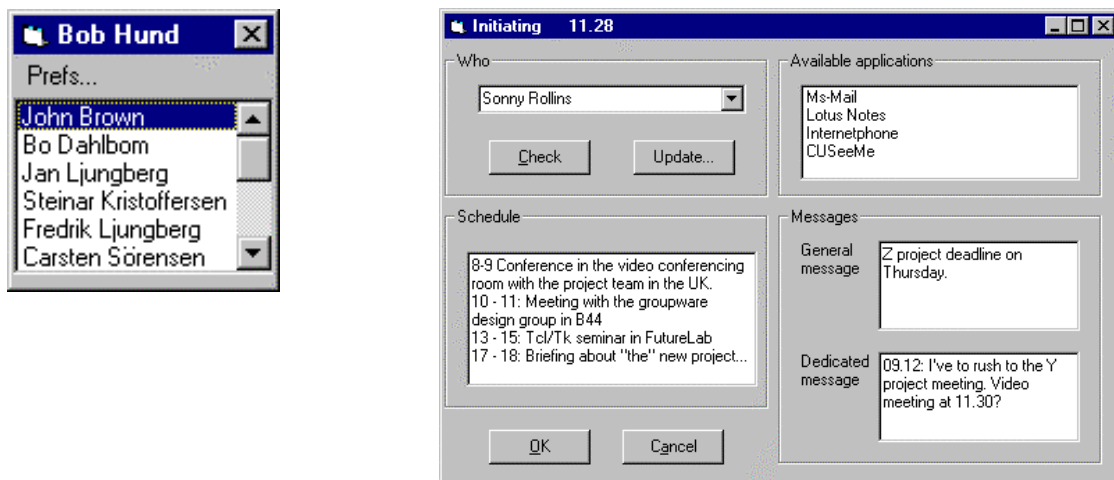 Bob Hund
Prefs...
John Brown
Bo Dahlbom
Jan Ljungberg
Steinar Kristoffersen
Fredrik Ljungberg
Carsten Sörensen
Initiating 11.28
Who
Sonny Rollins
Check
Update...
Available applications
Ms-Mail
Lotus Notes
Internetphone
CUSeeMe
Schedule
8-9 Conference in the video conferencing
room with the project team in the UK.
10 - 11: Meeting with the groupware
design group in B44
13 - 15: Tcl/Tk seminar in FutureLab
17 - 18: Briefing about "the" new project...
Messages
General
message
Z project deadline on
Thursday.
Dedicated
message
09.12: I've to rush to the Y
project meeting. Video
meeting at 11.30?
OK
Cancel